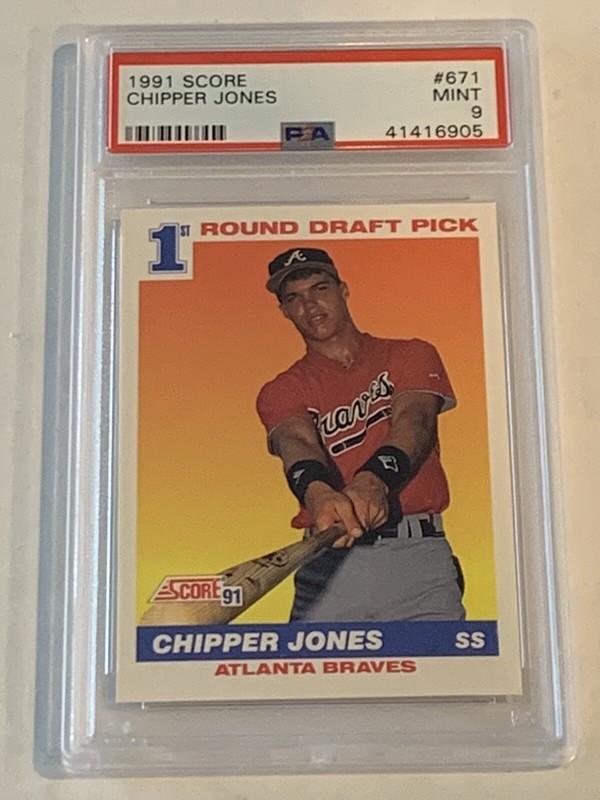 1991 SCORE #671
CHIPPER JONES MINT
9
PSA 41416905
1ST ROUND DRAFT PICK
A
Braves
SCORE 91
CHIPPER JONES SS
ATLANTA BRAVES